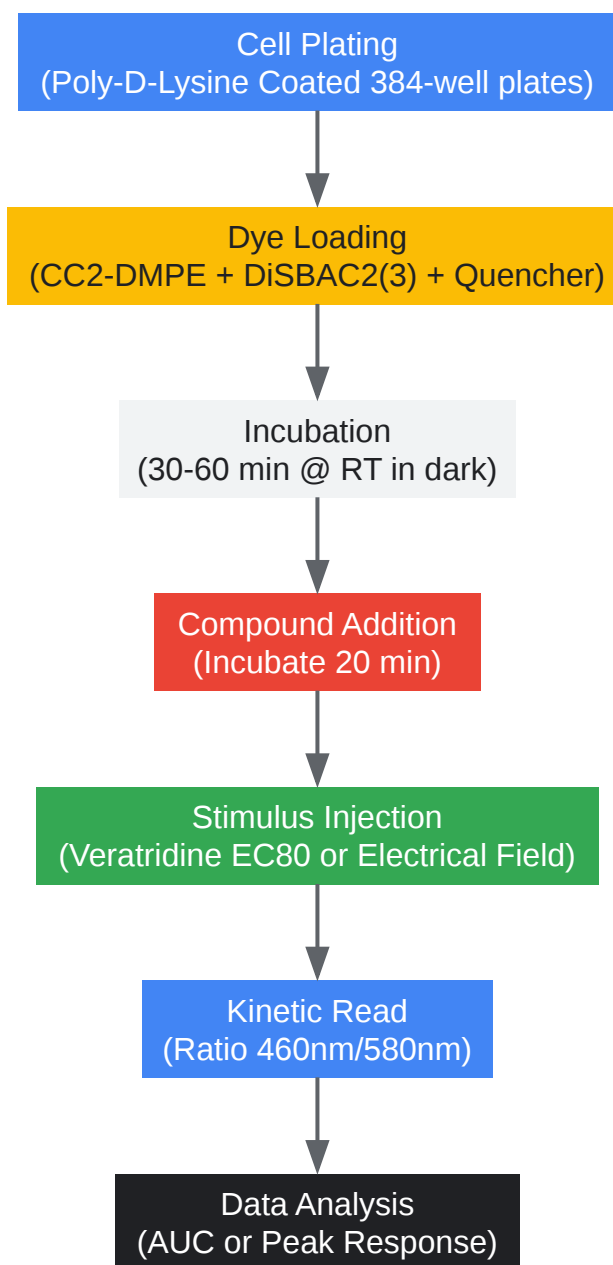 Cell Plating
(Poly-D-Lysine Coated 384-well plates)
Dye Loading
(CC2-DMPE + DiSBAC2(3) + Quencher)
Incubation
(30-60 min @ RT in dark)
Compound Addition
(Incubate 20 min)
Stimulus Injection
(Veratridine EC80 or Electrical Field)
Kinetic Read
(Ratio 460nm/580nm)
Data Analysis
(AUC or Peak Response)